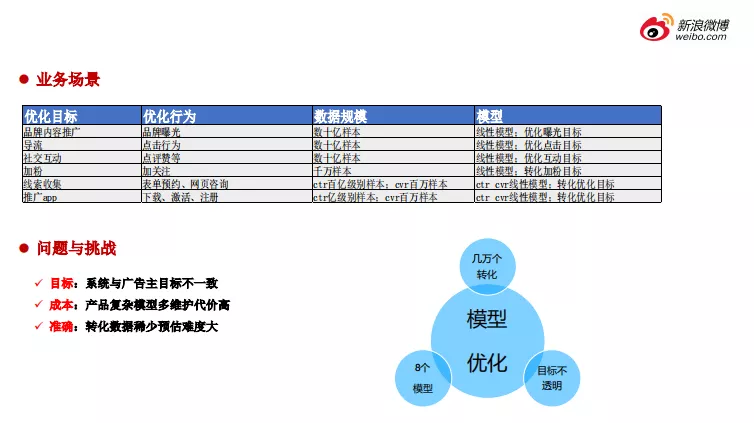 新浪微博
weibo.com
● 业务场景
优化目标 优化行为 数据规模 模型
品牌内容推广 品牌曝光 数十亿样本 线性模型；优化曝光目标
导流 点击行为 数十亿样本 线性模型；优化点击目标
社交互动 点评赞等 数十亿样本 线性模型；优化互动目标
加粉 加关注 千万样本 线性模型；转化加粉目标
线索收集 表单预约、网页咨询 ctr百亿级别样本；cvr百万样本 ctr cvr线性模型；转化优化目标
推广app 下载、激活、注册 ctr亿级别样本；cvr百万样本 ctr cvr线性模型；转化优化目标
● 问题与挑战
✓ 目标：系统与广告主目标不一致
✓ 成本：产品复杂模型多维护代价高
✓ 准确：转化数据稀少预估难度大
几万个
转化
模型
优化
8个
模型
目标不
透明